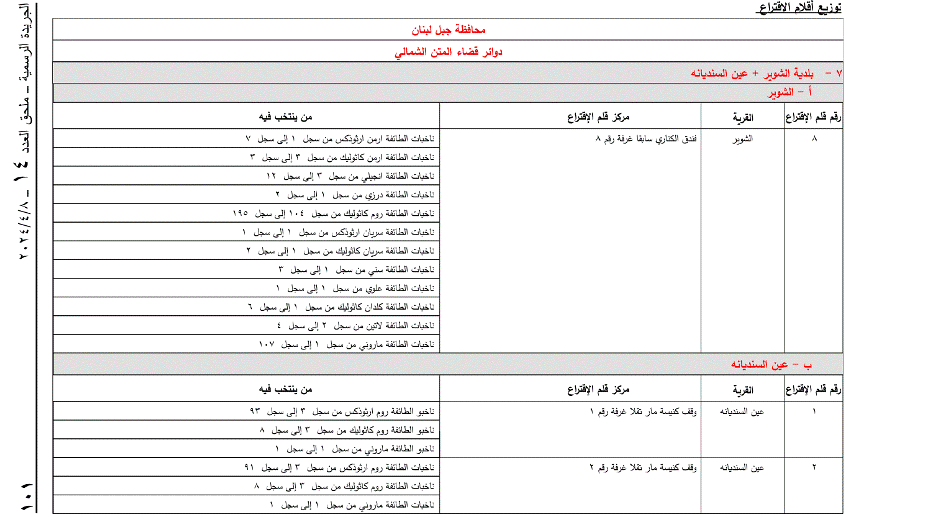 توزيع أقلام الاقتراع
الجريدة الرسمية – ملحق العدد ١٤ – ٢٠٢٤/٤/٨
محافظة جبل لبنان
دوائر قضاء المتن الشمالي
٧ – بلدية الشوير + عين السنديانه
أ – الشوير
رقم قلم الإقتراع القرية مركز قلم الإقتراع من ينتخب فيه
٨ الشوير فندق الكناري سابقا غرفة رقم ٨ ناخبات الطائفة ارمن ارثوذكس من سجل ١ إلى سجل ٧
ناخبات الطائفة ارمن كاثوليك من سجل ٣ إلى سجل ٣
ناخبات الطائفة انجيلي من سجل ٣ إلى سجل ١٢
ناخبات الطائفة درزي من سجل ١ إلى سجل ٢
ناخبات الطائفة روم كاثوليك من سجل ١٠٤ إلى سجل ١٩٥
ناخبات الطائفة سريان ارثوذكس من سجل ١ إلى سجل ١
ناخبات الطائفة سريان كاثوليك من سجل ١ إلى سجل ٢
ناخبات الطائفة سني من سجل ١ إلى سجل ٣
ناخبات الطائفة علوي من سجل ١ إلى سجل ١
ناخبات الطائفة كلدان كاثوليك من سجل ١ إلى سجل ٦
ناخبات الطائفة لاتين من سجل ٢ إلى سجل ٤
ناخبات الطائفة ماروني من سجل ١ إلى سجل ١٠٧
ب – عين السنديانه
رقم قلم الإقتراع القرية مركز قلم الإقتراع من ينتخب فيه
١ عين السنديانه وقف كنيسة مار تقلا غرفة رقم ١ ناخبو الطائفة روم ارثوذكس من سجل ٣ إلى سجل ٩٣
ناخبو الطائفة روم كاثوليك من سجل ٣ إلى سجل ٨
ناخبو الطائفة ماروني من سجل ١ إلى سجل ١
٢ عين السنديانه وقف كنيسة مار تقلا غرفة رقم ٢ ناخبات الطائفة روم ارثوذكس من سجل ٣ إلى سجل ٩١
ناخبات الطائفة روم كاثوليك من سجل ٣ إلى سجل ٨
ناخبات الطائفة ماروني من سجل ١ إلى سجل ١
١٠١